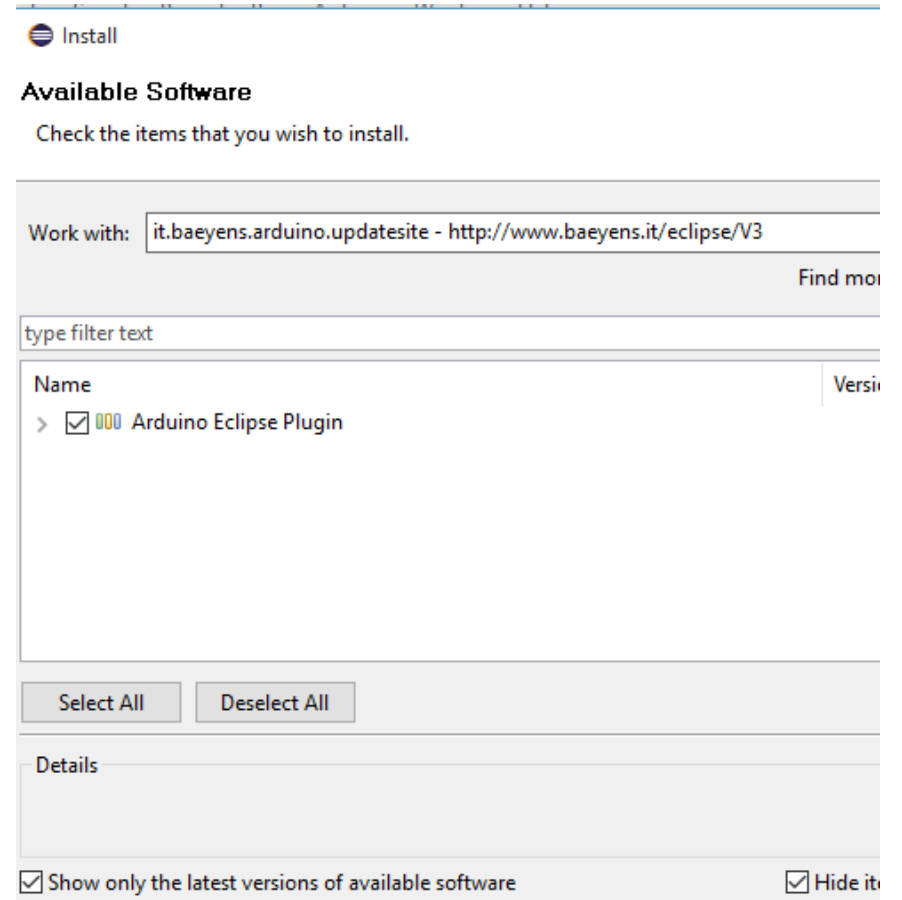 Install
Available Software
Check the items that you wish to install.
Work with: it.baeyens.arduino.updatesite - http://www.baeyens.it/eclipse/V3
Find
type filter text
Name
Arduino Eclipse Plugin
Select All Deselect All
Details
Show only the latest versions of available software Hide